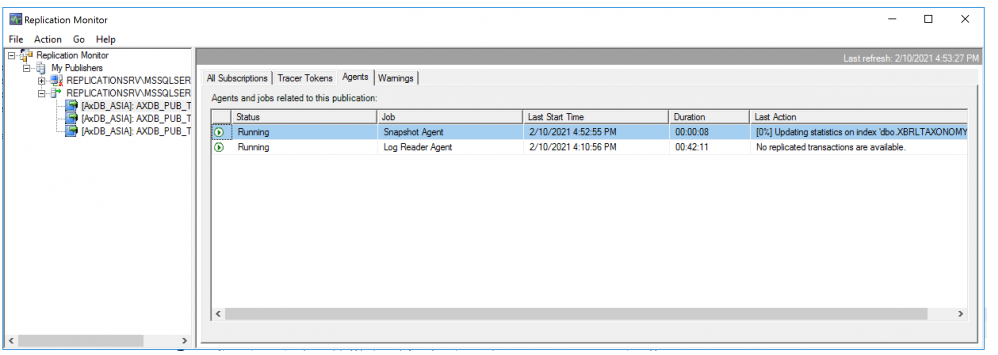 Replication Monitor
File Action Go Help
Replication Monitor
My Publishers
REPLICATIONSRV\MSSQLSER
REPLICATIONSRV\MSSQLSER
[AxDB_ASIA]: AXDB_PUB_T
[AxDB_ASIA]: AXDB_PUB_T
[AxDB_ASIA]: AXDB_PUB_T
Last refresh: 2/10/2021 4:53:27 PM
All Subscriptions Tracer Tokens Agents Warnings
Agents and jobs related to this publication:
Status Job Last Start Time Duration Last Action
Running Snapshot Agent 2/10/2021 4:52:55 PM 00:00:08 [0%] Updating statistics on index 'dbo.XBRLTAXONOMY
Running Log Reader Agent 2/10/2021 4:10:56 PM 00:42:11 No replicated transactions are available.